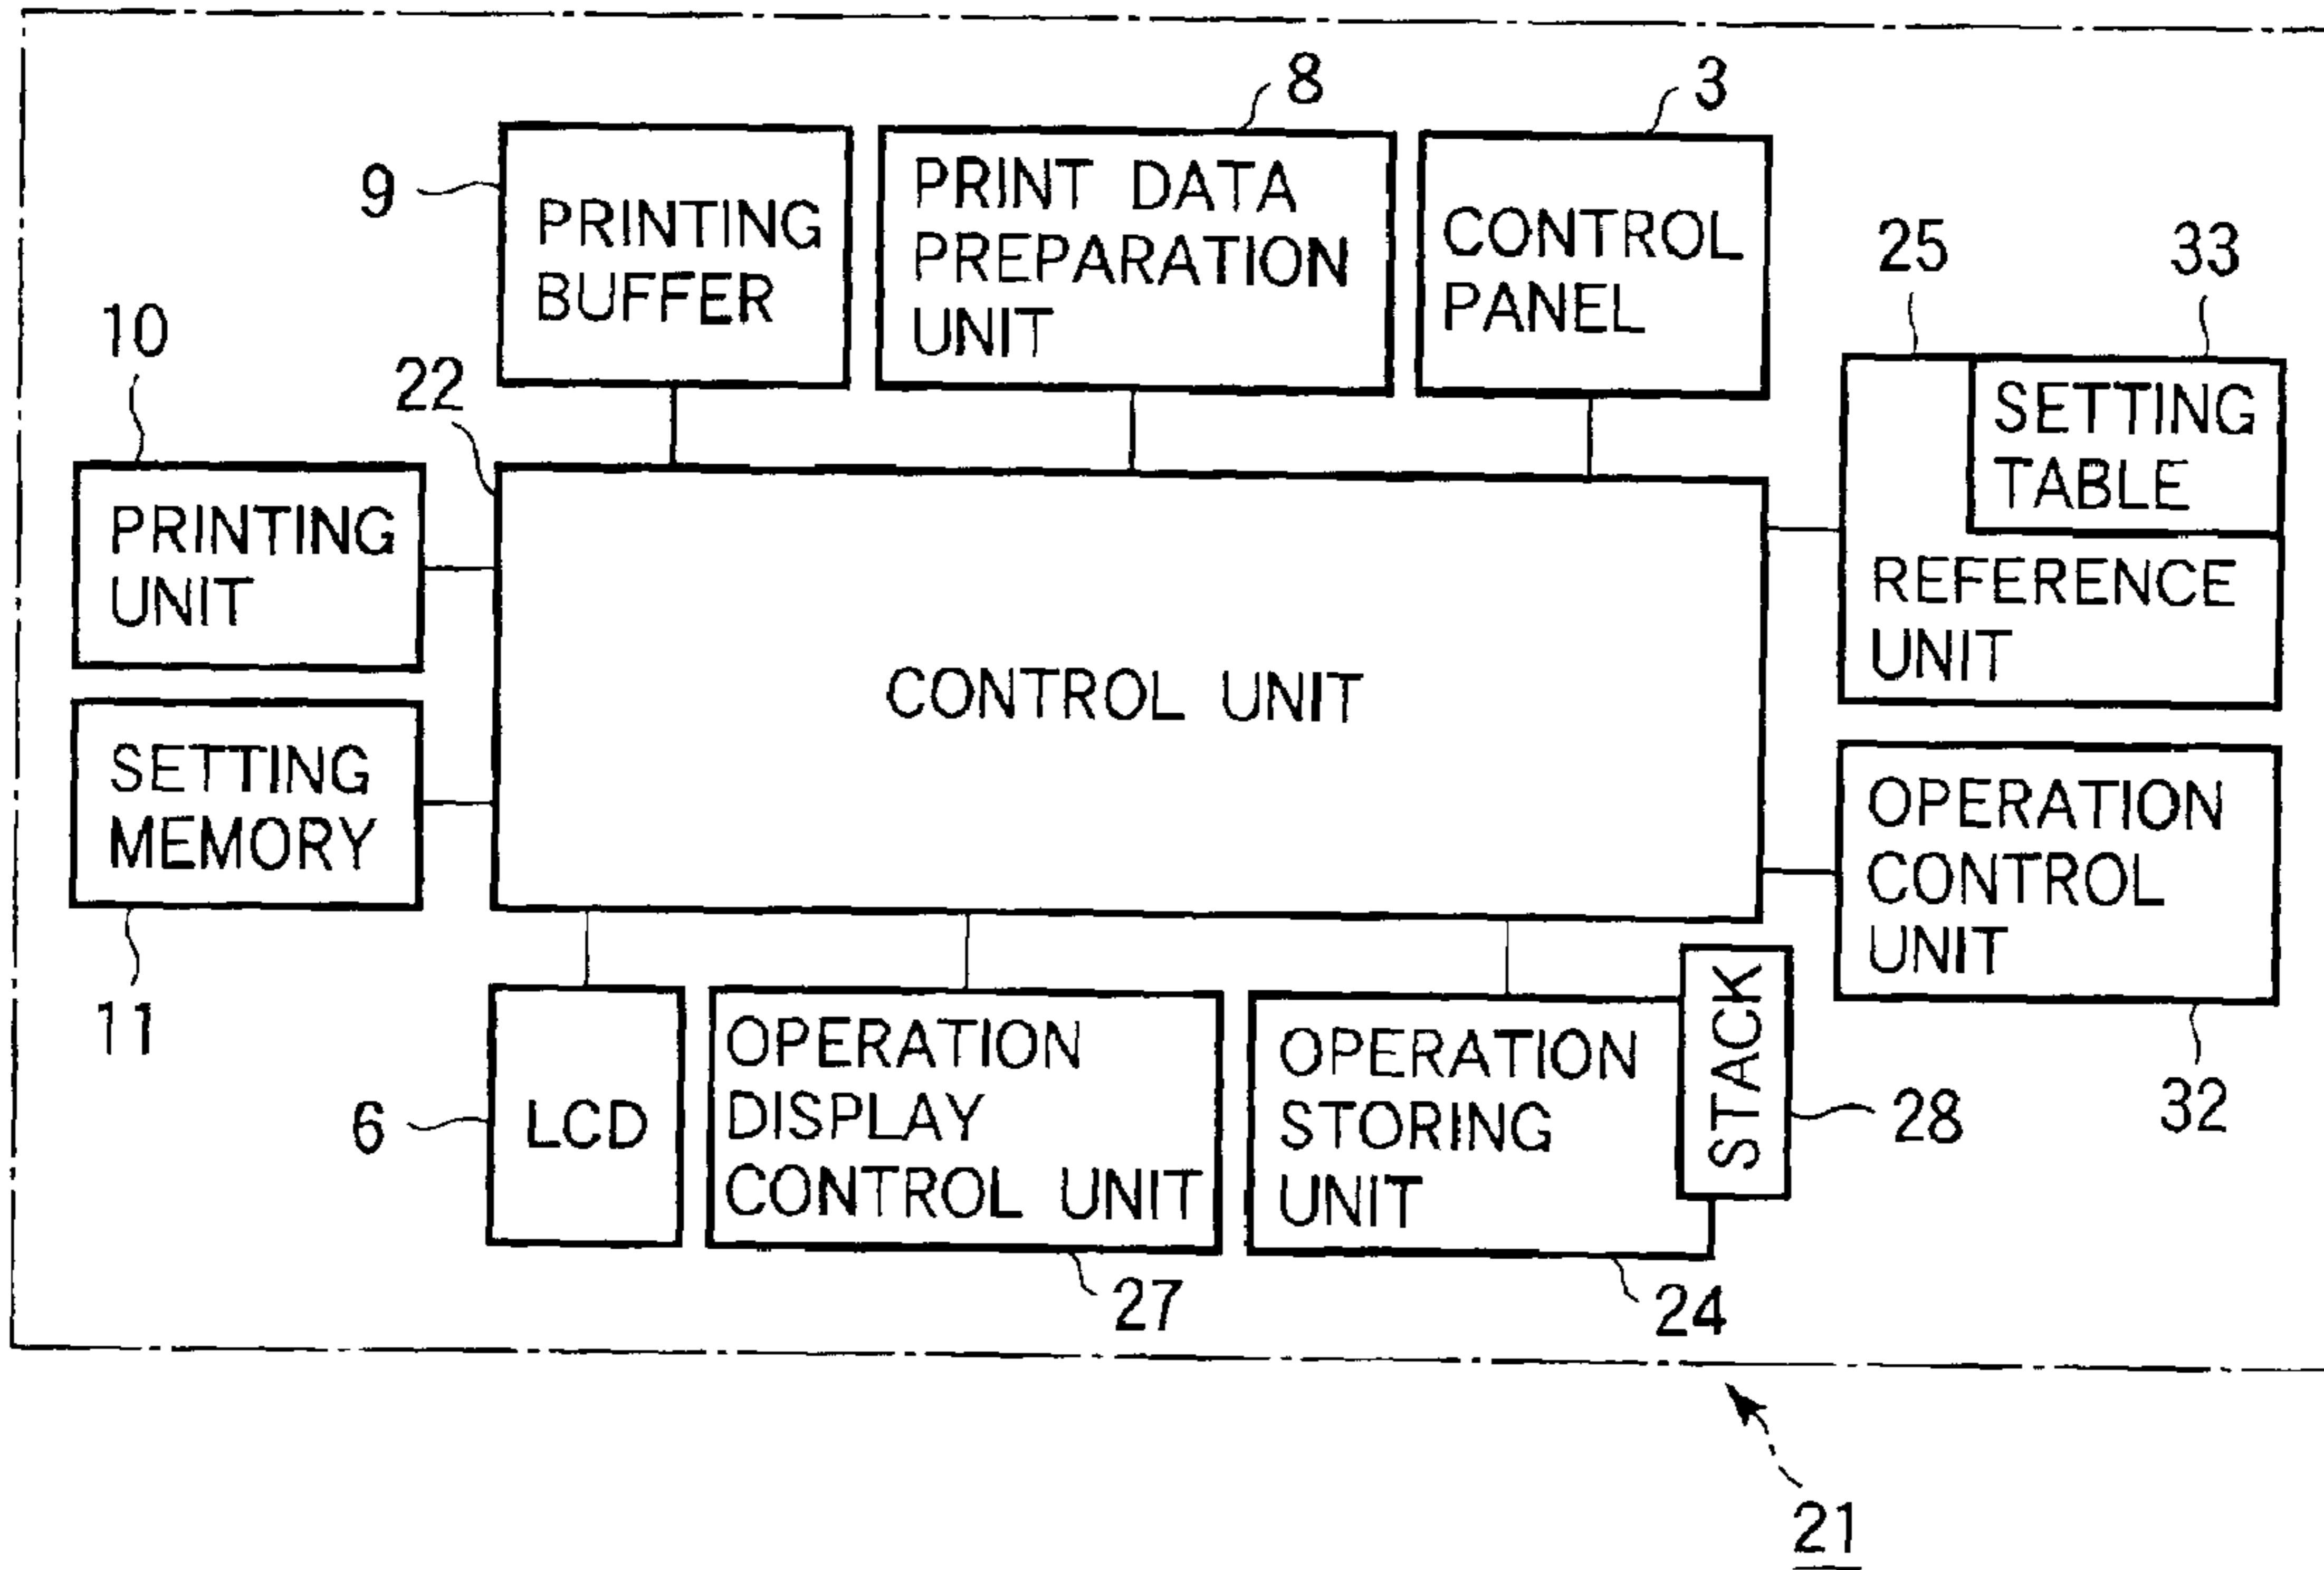 8
3
9
PRINTING
BUFFER
PRINT DATA
PREPARATION
UNIT
CONTROL
PANEL
25
33
10
22
SETTING
TABLE
REFERENCE
UNIT
PRINTING
UNIT
CONTROL UNIT
SETTING
MEMORY
11
OPERATION
CONTROL
UNIT
32
6
LCD
OPERATION
DISPLAY
CONTROL UNIT
27
OPERATION
STORING
UNIT
24
STACK
28
21